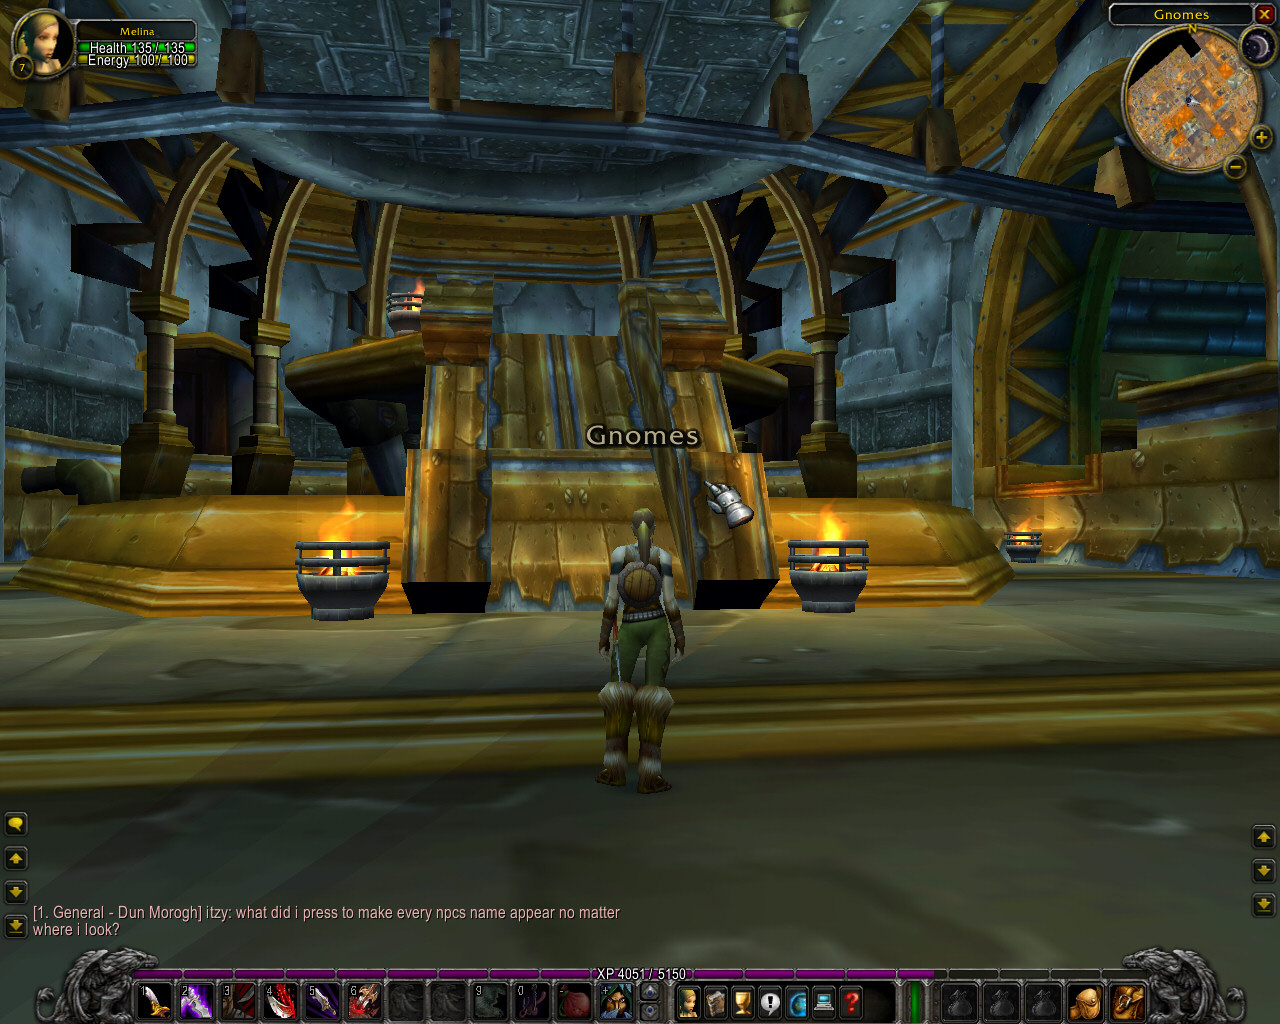 Melina
Health 135 / 135
Energy 100 / 100
7
Gnomes
N
Gnomes
[1. General - Dun Morogh] itzy: what did i press to make every npcs name appear no matter
where i look?
XP 4051 / 5150
1 2 3 4 5 6 9 0 +